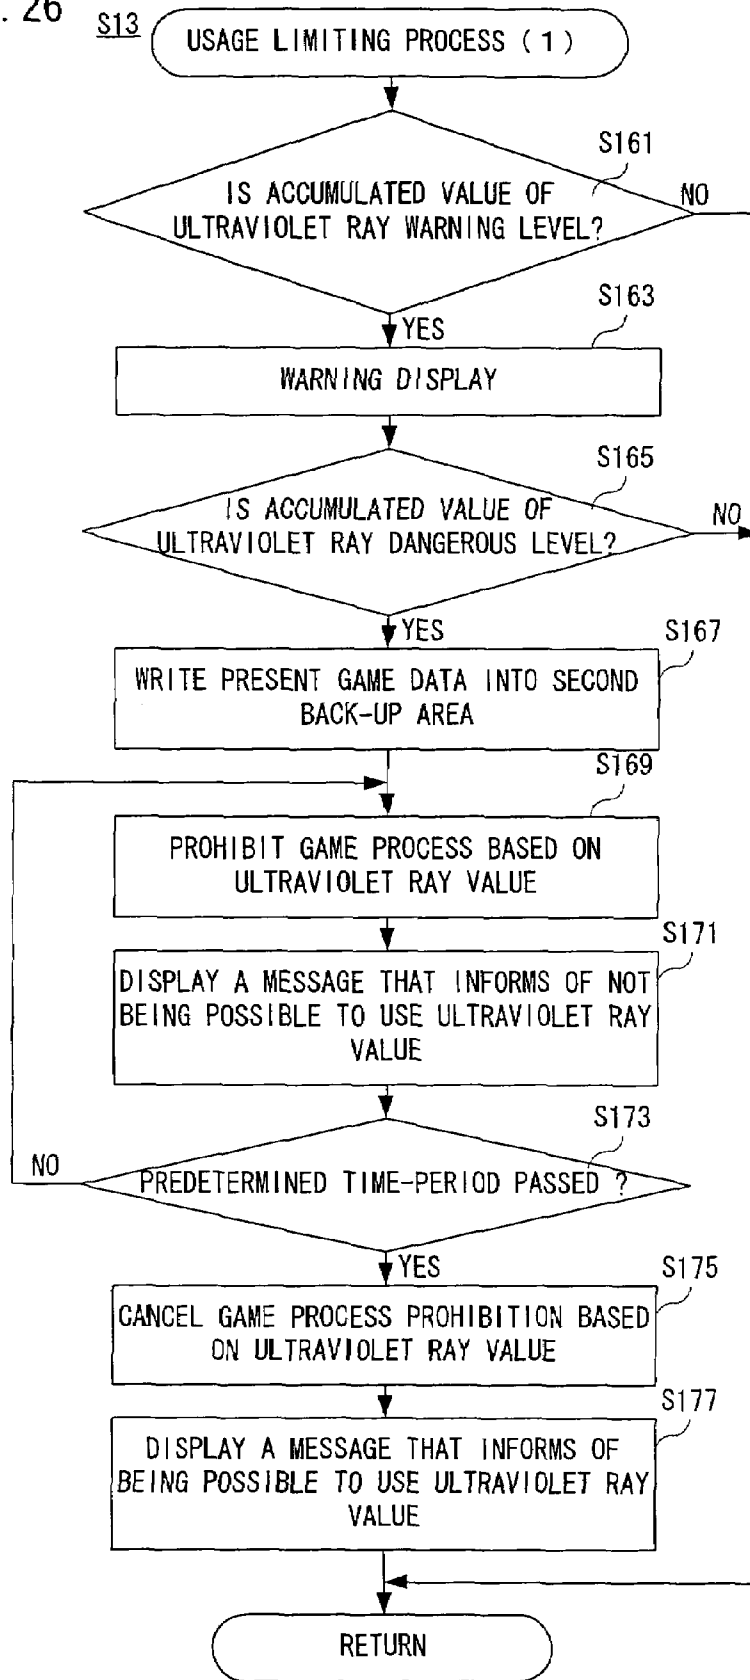 . 26
S13
USAGE LIMITING PROCESS (1)
S161
IS ACCUMULATED VALUE OF
ULTRAVIOLET RAY WARNING LEVEL?
NO
YES
S163
WARNING DISPLAY
S165
IS ACCUMULATED VALUE OF
ULTRAVIOLET RAY DANGEROUS LEVEL?
NO
YES
S167
WRITE PRESENT GAME DATA INTO SECOND
BACK-UP AREA
S169
PROHIBIT GAME PROCESS BASED ON
ULTRAVIOLET RAY VALUE
S171
DISPLAY A MESSAGE THAT INFORMS OF NOT
BEING POSSIBLE TO USE ULTRAVIOLET RAY
VALUE
S173
NO
PREDETERMINED TIME-PERIOD PASSED ?
YES
S175
CANCEL GAME PROCESS PROHIBITION BASED
ON ULTRAVIOLET RAY VALUE
S177
DISPLAY A MESSAGE THAT INFORMS OF
BEING POSSIBLE TO USE ULTRAVIOLET RAY
VALUE
RETURN